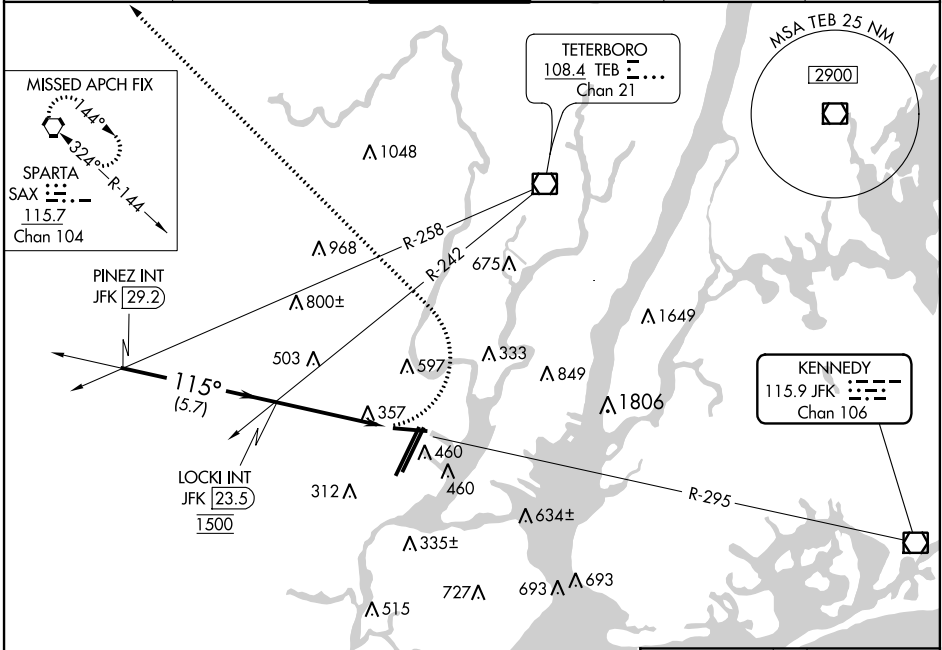 MISSED APCH FIX
144°
324°
R-144
SPARTA
SAX
115.7
Chan 104
TETERBORO
108.4 TEB
Chan 21
MSA TEB 25 NM
2900
1048
968
R-258
R-242
675
PINEZ INT
JFK 29.2
800±
1649
503
597
333
849
115°
(5.7)
1806
357
KENNEDY
115.9 JFK
Chan 106
LOCKI INT
JFK 23.5
1500
460
460
312
R-295
634±
335±
727
693
693
515